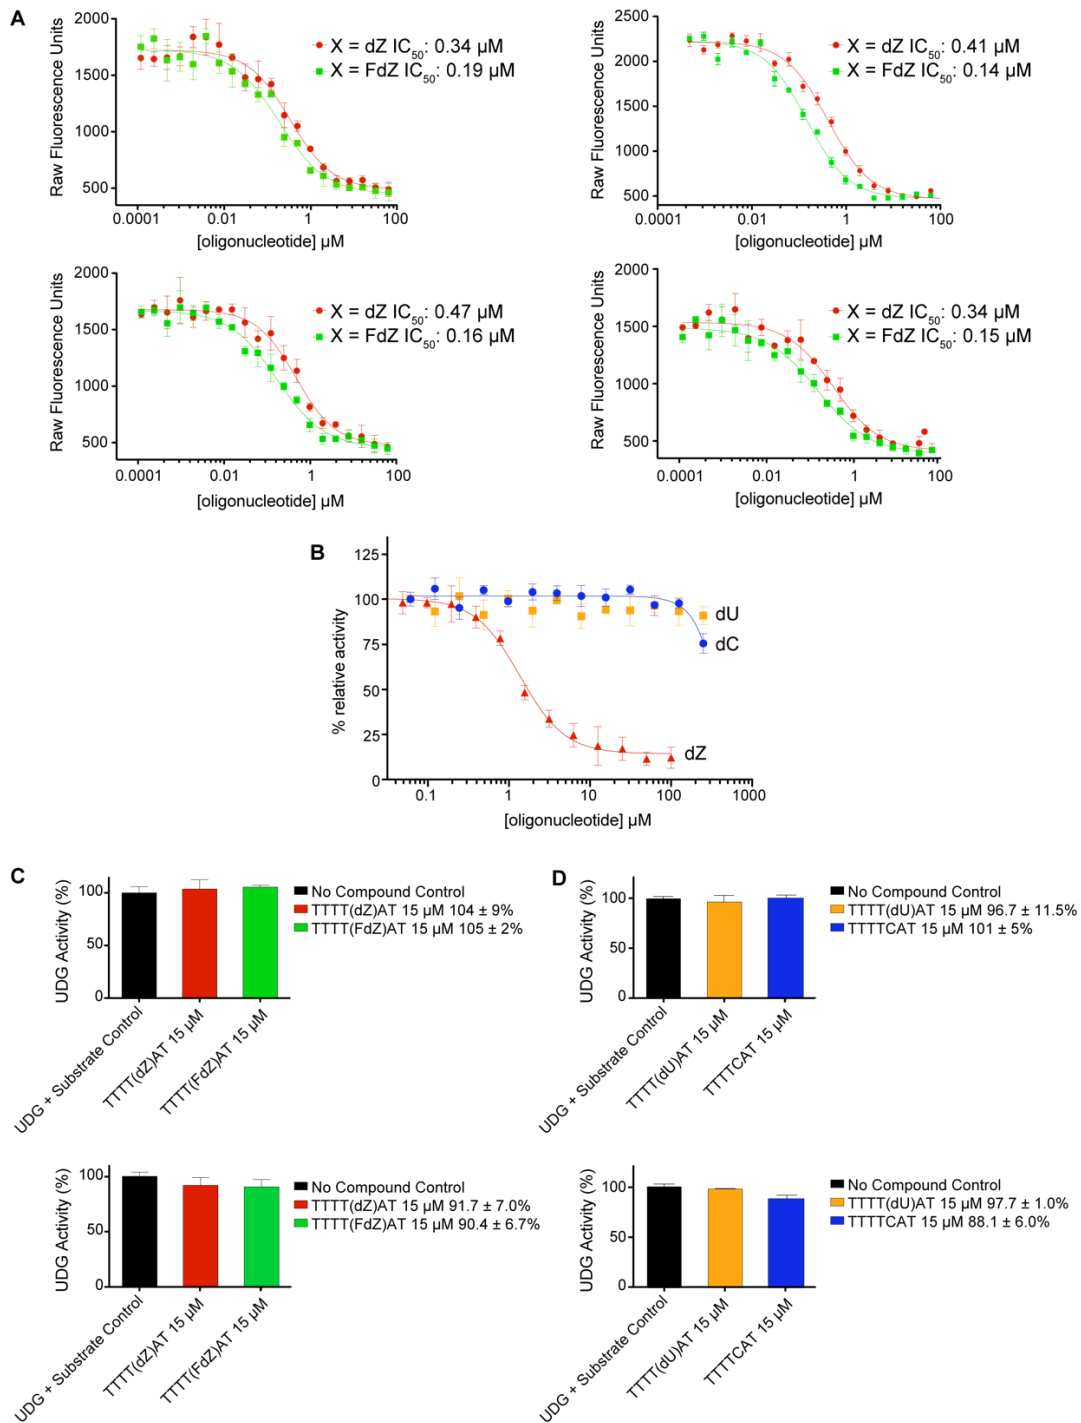 A
2000
1500
1000
500
Raw Fluorescence Units
0.0001
0.01
1
100
[oligonucleotide] µM
X = dZ IC50: 0.34 µM
X = FdZ IC50: 0.19 µM
2500
2000
1500
1000
500
Raw Fluorescence Units
0.0001
0.01
1
100
[oligonucleotide] µM
X = dZ IC50: 0.41 µM
X = FdZ IC50: 0.14 µM
2000
1500
1000
500
Raw Fluorescence Units
0.0001
0.01
1
100
[oligonucleotide] µM
X = dZ IC50: 0.47 µM
X = FdZ IC50: 0.16 µM
2000
1500
1000
500
Raw Fluorescence Units
0.0001
0.01
1
100
[oligonucleotide] µM
X = dZ IC50: 0.34 µM
X = FdZ IC50: 0.15 µM
B
125
100
75
50
25
0
% relative activity
0.1
1
10
100
1000
[oligonucleotide] µM
dU
dC
dZ
C
100
50
0
UDG Activity (%)
UDG + Substrate Control
TTTT(dZ)AT 15 µM
TTTT(FdZ)AT 15 µM
No Compound Control
TTTT(dZ)AT 15 µM 104 ± 9%
TTTT(FdZ)AT 15 µM 105 ± 2%
D
100
50
0
UDG Activity (%)
UDG + Substrate Control
TTTT(dU)AT 15 µM
TTTTCAT 15 µM
No Compound Control
TTTT(dU)AT 15 µM 96.7 ± 11.5%
TTTTCAT 15 µM 101 ± 5%
100
50
0
UDG Activity (%)
UDG + Substrate Control
TTTT(dZ)AT 15 µM
TTTT(FdZ)AT 15 µM
No Compound Control
TTTT(dZ)AT 15 µM 91.7 ± 7.0%
TTTT(FdZ)AT 15 µM 90.4 ± 6.7%
100
50
0
UDG Activity (%)
UDG + Substrate Control
TTTT(dU)AT 15 µM
TTTTCAT 15 µM
No Compound Control
TTTT(dU)AT 15 µM 97.7 ± 1.0%
TTTTCAT 15 µM 88.1 ± 6.0%